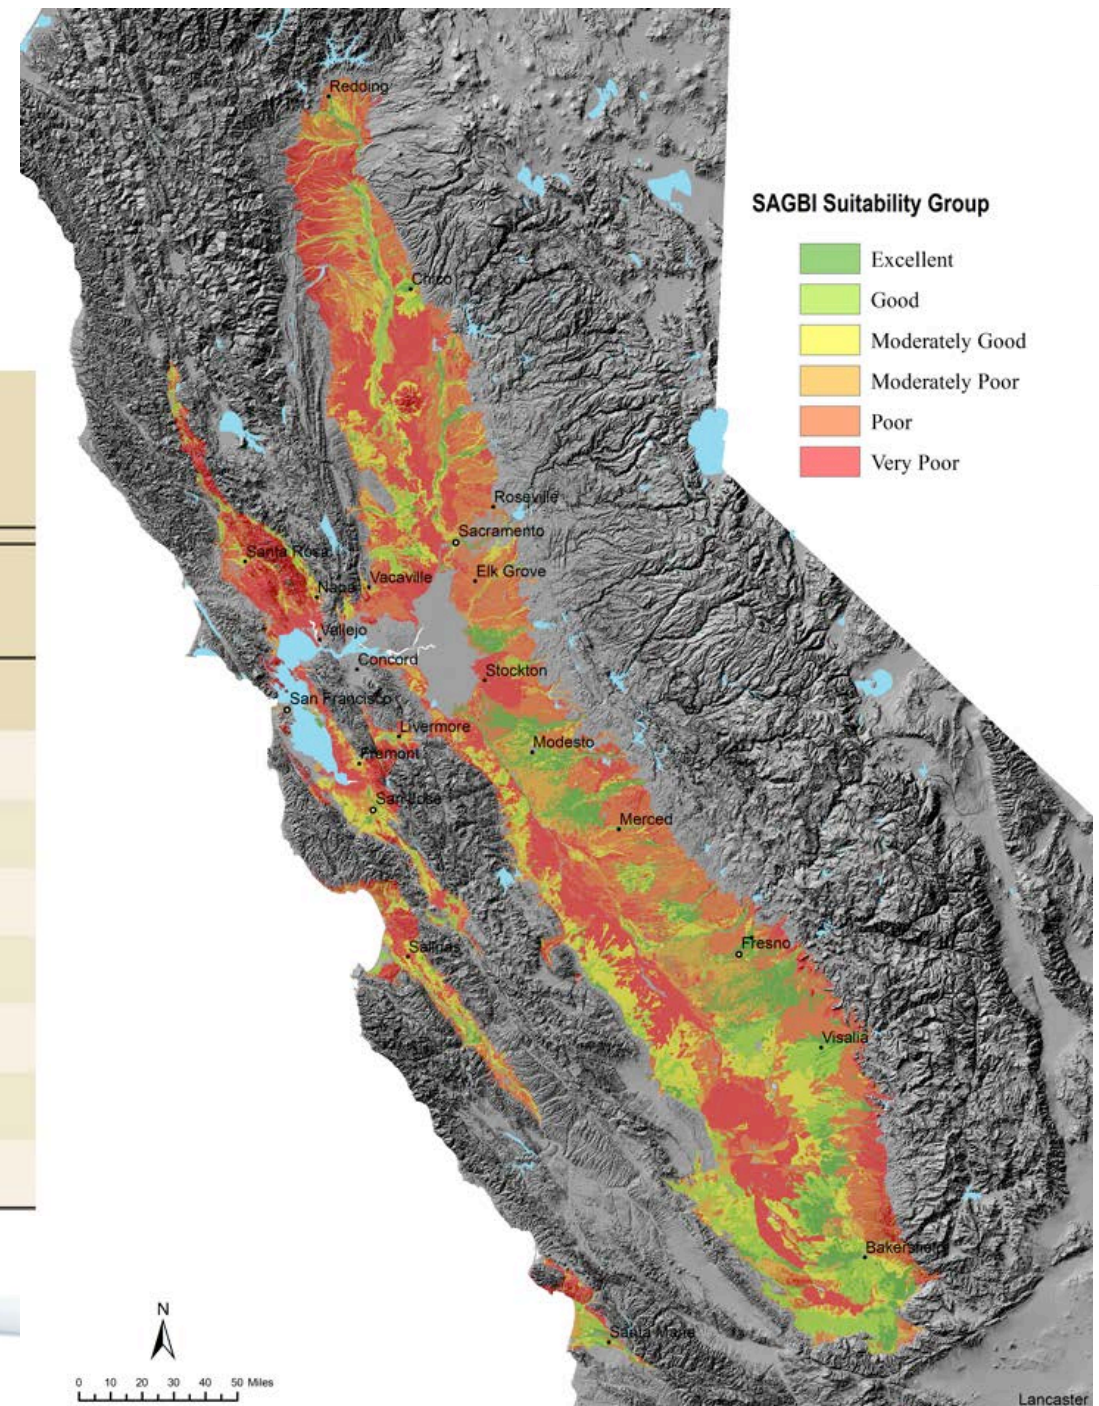 Redding
SAGBI Suitability Group
Excellent
Chico
Good
Moderately Good
Moderately Poor
Poor
Very Poor
Roseville
Sacramento
Santa Rosa
Elk Grove
Napa
Vacaville
Vallejo
Concord
Stockton
San Francisco
Livermore
Modesto
Fremont
San Jose
Merced
Salinas
Fresno
Visalia
Bakersfield
N
Santa Maria
0 10 20 30 40 50 Miles
Lancaster